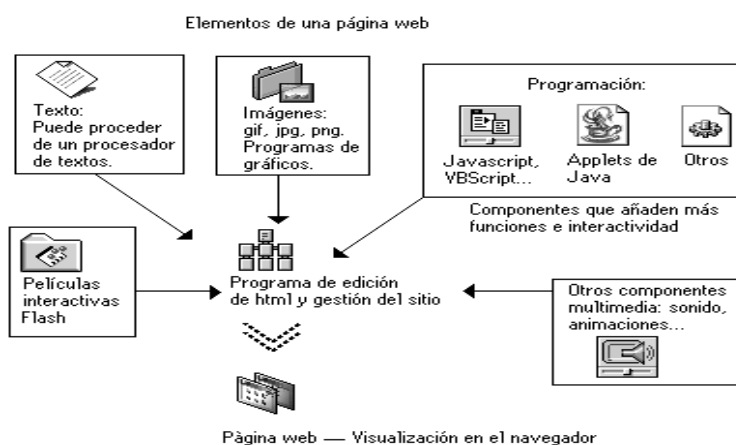 Elementos de una página web
Texto:
Puede proceder
de un procesador
de textos.
Imágenes:
gif, jpg, png.
Programas de
gráficos.
Programación:
Javascript,
VBScript...
Applets de
Java
Otros
Componentes que añaden más
funciones e interactividad
Películas
interactivas
Flash
Programa de edición
de html y gestión del sitio
Otros componentes
multimedia: sonido,
animaciones...
Pàgina web — Visualización en el navegador